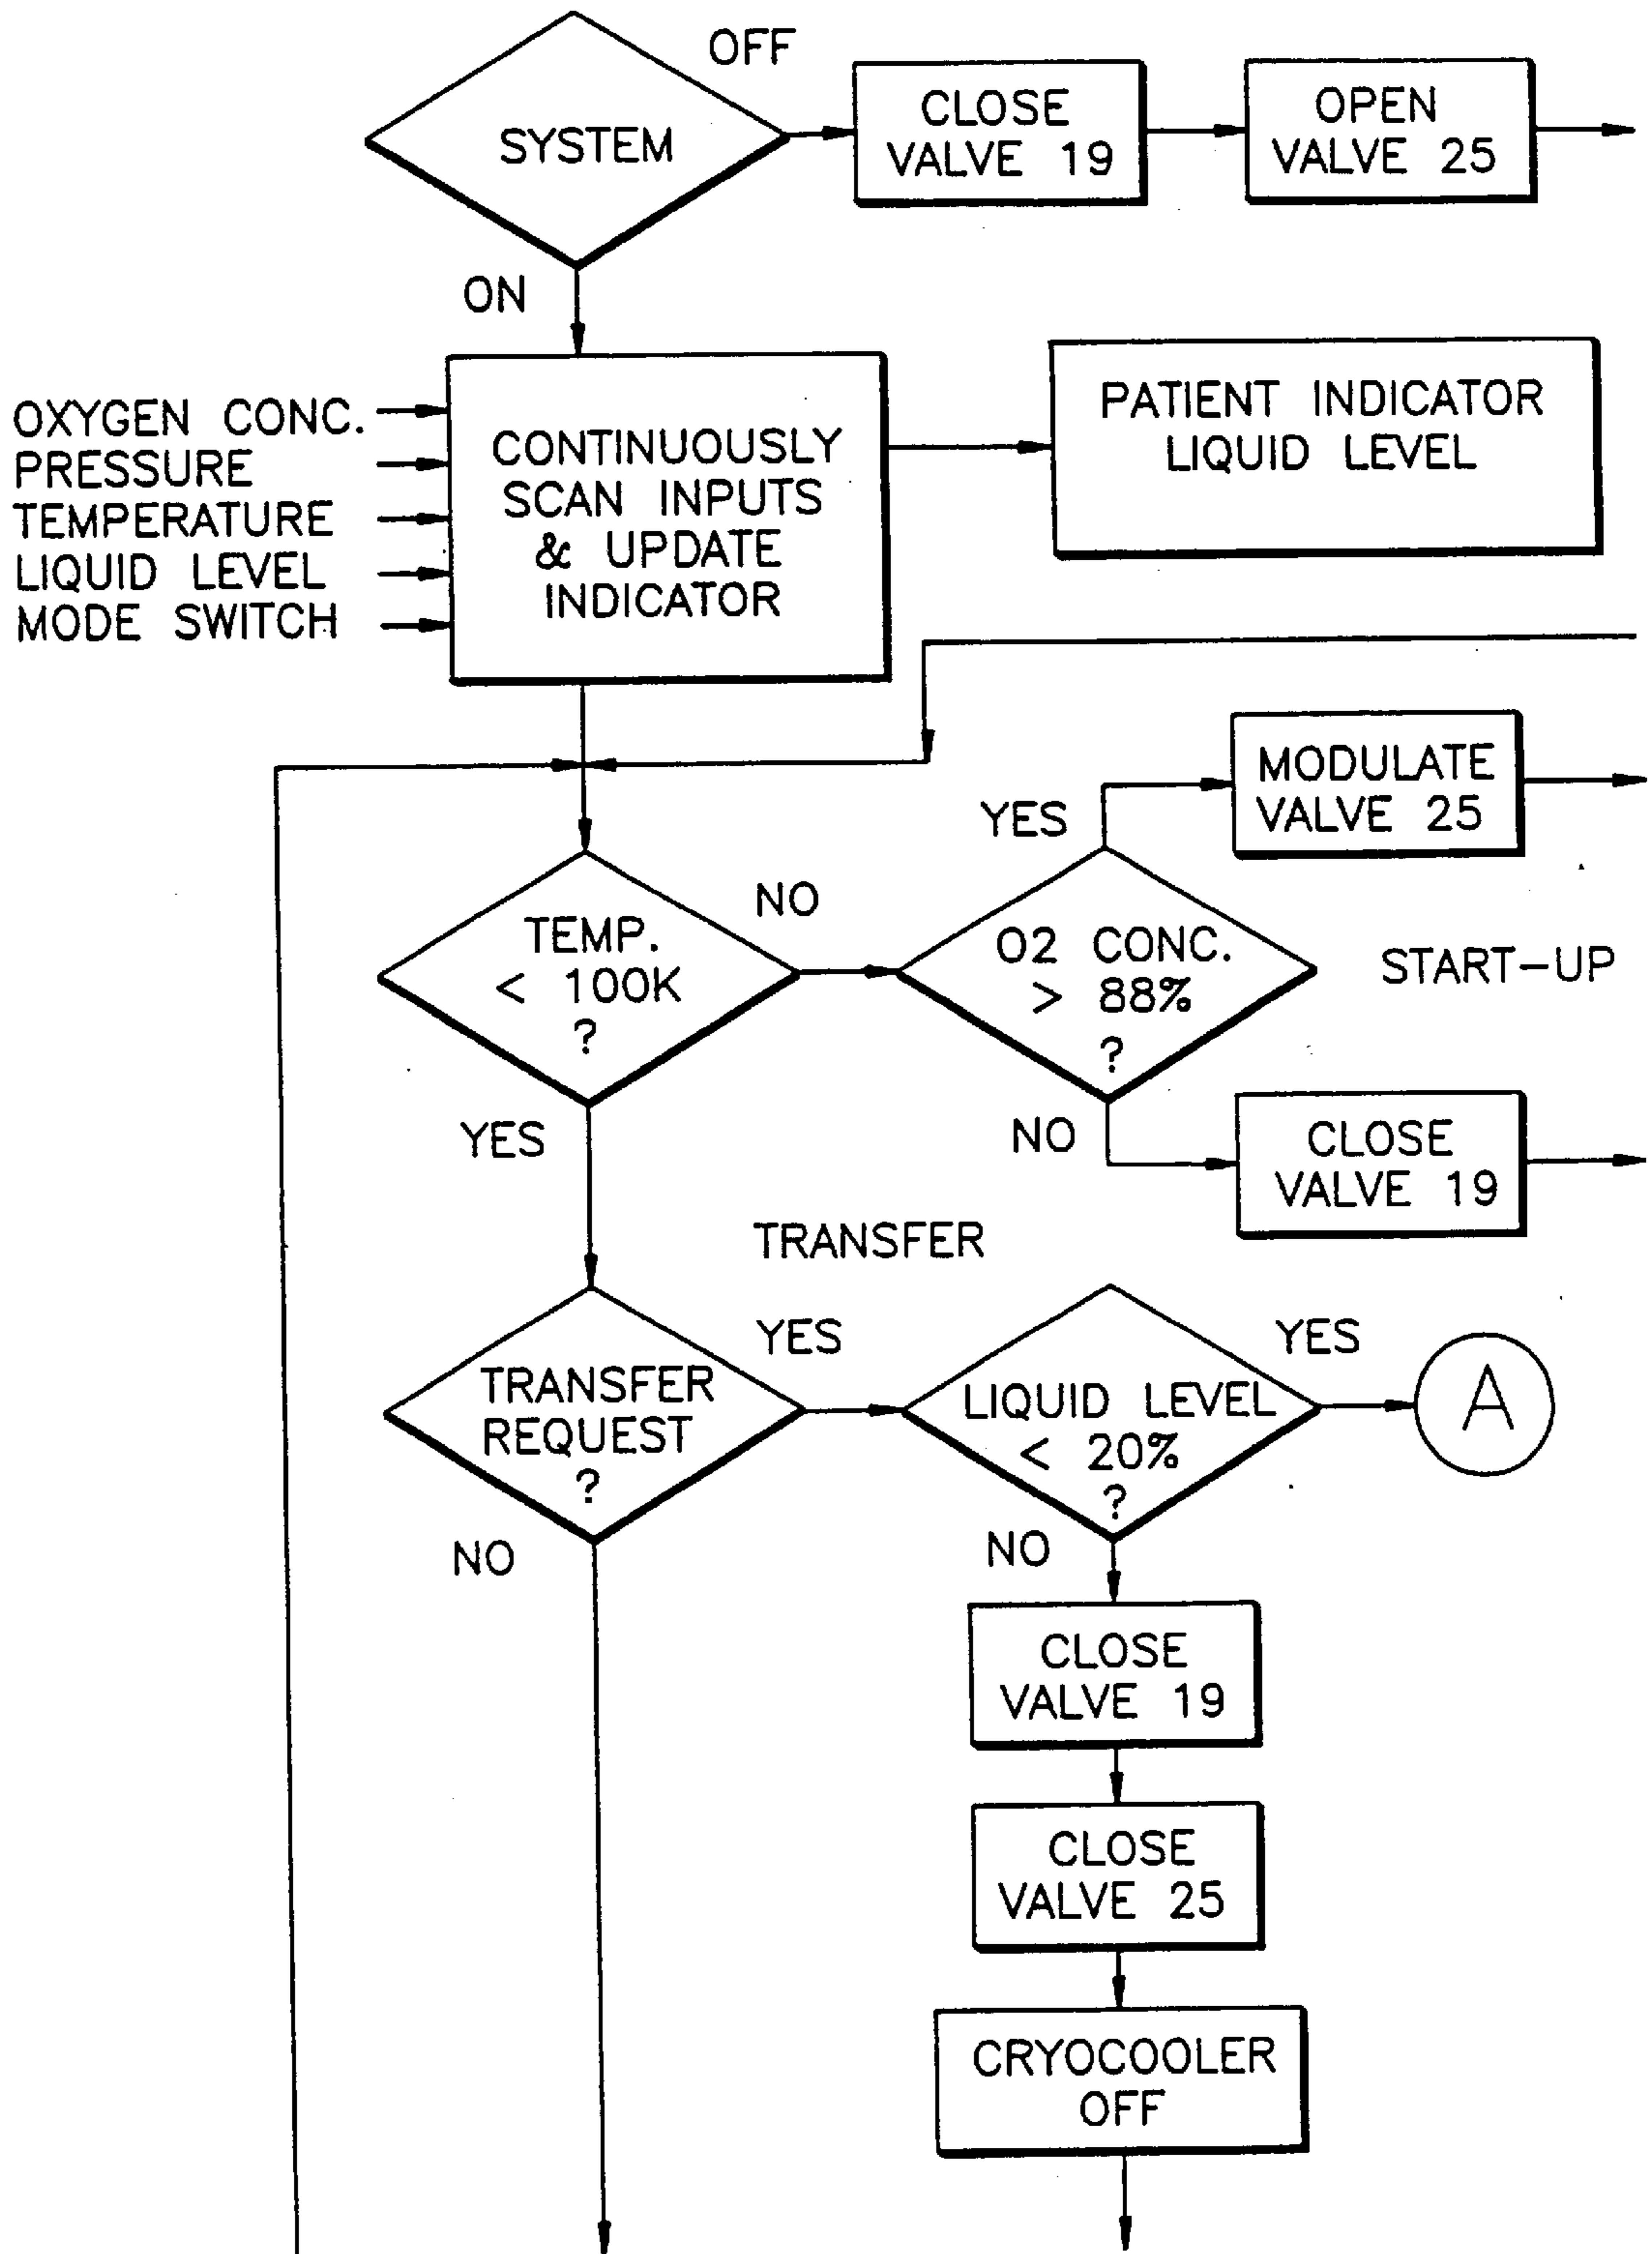 OFF
SYSTEM
CLOSE
VALVE 19
OPEN
VALVE 25
ON
OXYGEN CONC.
PRESSURE
TEMPERATURE
LIQUID LEVEL
MODE SWITCH
CONTINUOUSLY
SCAN INPUTS
& UPDATE
INDICATOR
PATIENT INDICATOR
LIQUID LEVEL
MODULATE
VALVE 25
YES
NO
TEMP.
< 100K
?
O2 CONC.
> 88%
?
START-UP
YES
NO
CLOSE
VALVE 19
TRANSFER
YES
YES
TRANSFER
REQUEST
?
LIQUID LEVEL
< 20%
?
A
NO
NO
CLOSE
VALVE 19
CLOSE
VALVE 25
CRYOCOOLER
OFF